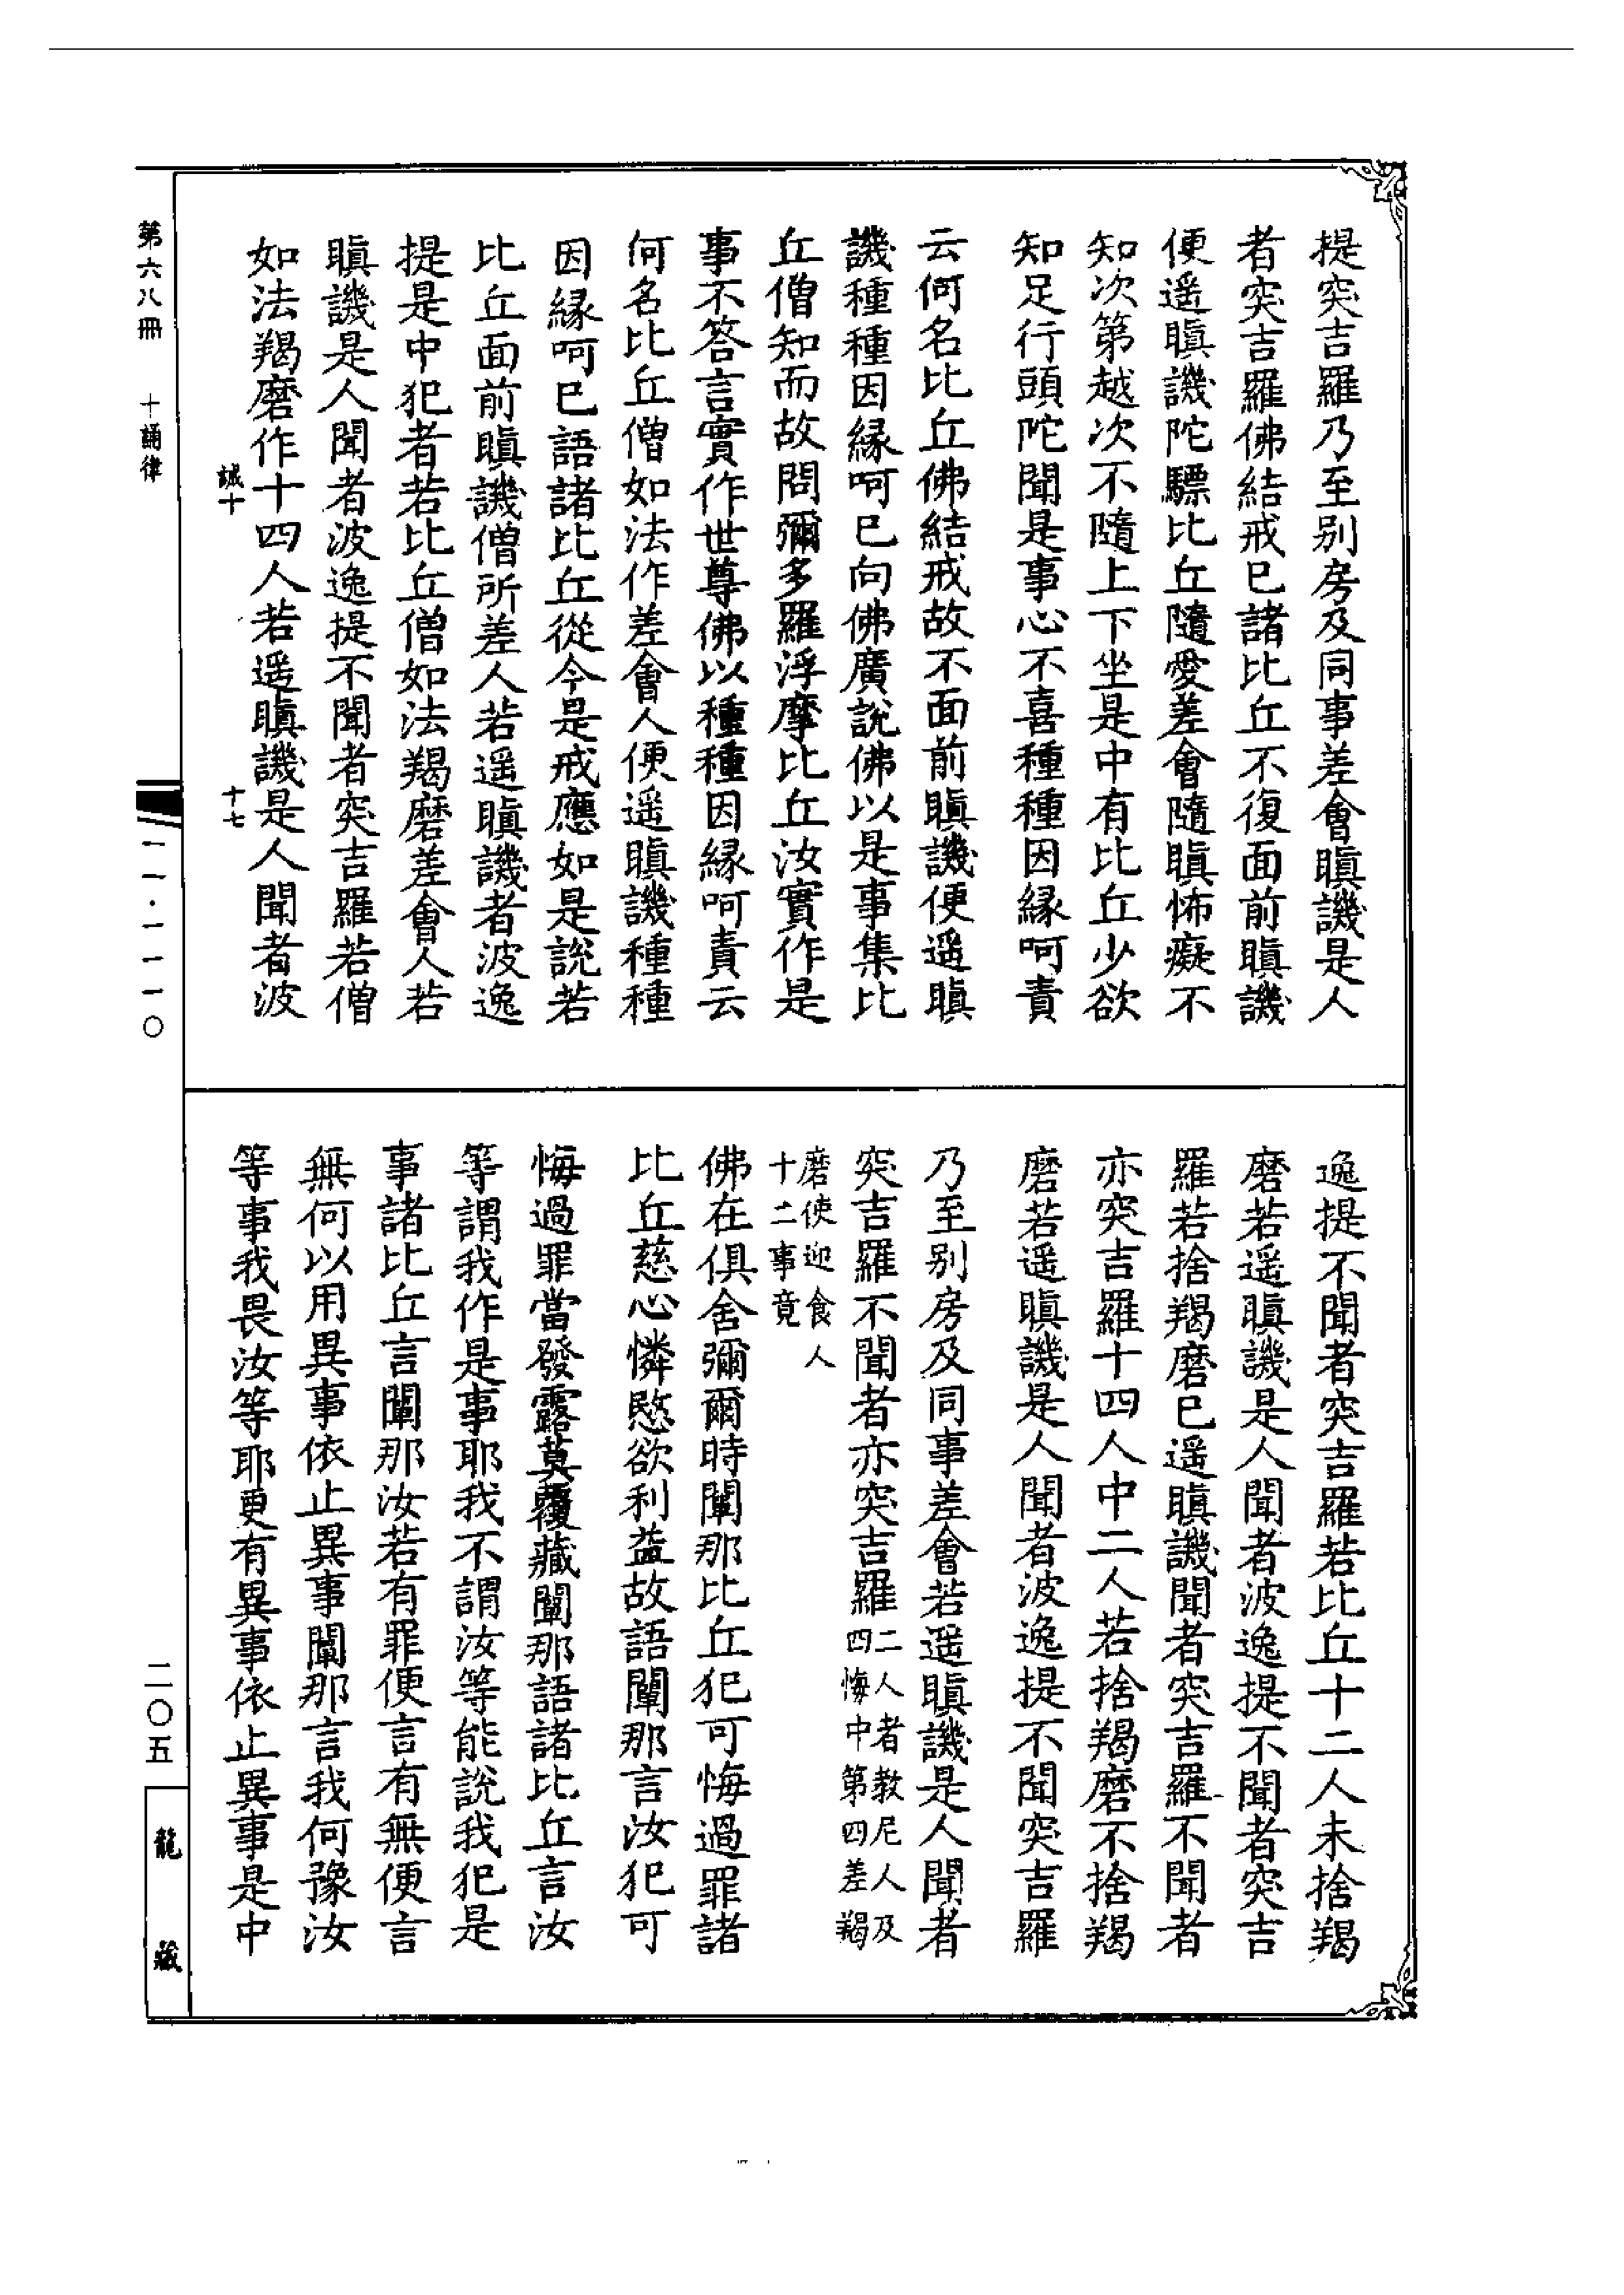 提突吉羅乃至别房及同事差會瞋譏是人
者突吉羅佛結戒已諸比丘不復面前瞋譏
便遥瞋譏陀驃比丘隨愛差會隨瞋怖癡不
知次第越次不隨上下坐是中有比丘少欲
知足行頭陀聞是事心不喜種種因縁呵責
云何名比丘佛結戒故不面前瞋譏便遥瞋
譏種種因縁呵已向佛廣說佛以是事集比
丘僧知而故問彌多羅浮摩比丘汝實作是
事不答言實作世尊佛以種種因縁呵責云
何名比丘僧如法作差會人便遥瞋譏種種
因縁呵已語諸比丘從今是戒應如是說若
比丘面前瞋譏僧所差人若遥瞋譏者波逸
提是中犯者若比丘僧如法羯磨差會人若
瞋譏是人聞者波逸提不聞者突吉羅若僧
如法羯磨作十四人若遥瞋譏是人聞者波
誠十 十七
逸提不聞者突吉羅若比丘十二人未捨羯
磨若遥瞋譏是人聞者波逸提不聞者突吉
羅若捨羯磨已遥瞋譏聞者突吉羅不聞者
亦突吉羅十四人中二人若捨羯磨不捨羯
磨若遥瞋譏是人聞者波逸提不聞突吉羅
乃至别房及同事差會若遥瞋譏是人聞者
突吉羅不聞者亦突吉羅二人者教尼人及
四悔中第四差羯
磨使迎食人
十二事竟
佛在俱舍彌爾時闡那比丘犯可悔過罪諸
比丘慈心憐愍欲利益故語闡那言汝犯可
悔過罪當發露莫覆藏闡那語諸比丘言汝
等謂我作是事耶我不謂汝等能說我犯是
事諸比丘言闡那汝若有罪便言有無便言
無何以用異事依止異事闡那言我何豫汝
等事我畏汝等耶更有異事依止異事是中
第六八冊 十誦律
一一·一一一〇
二〇五
龍藏